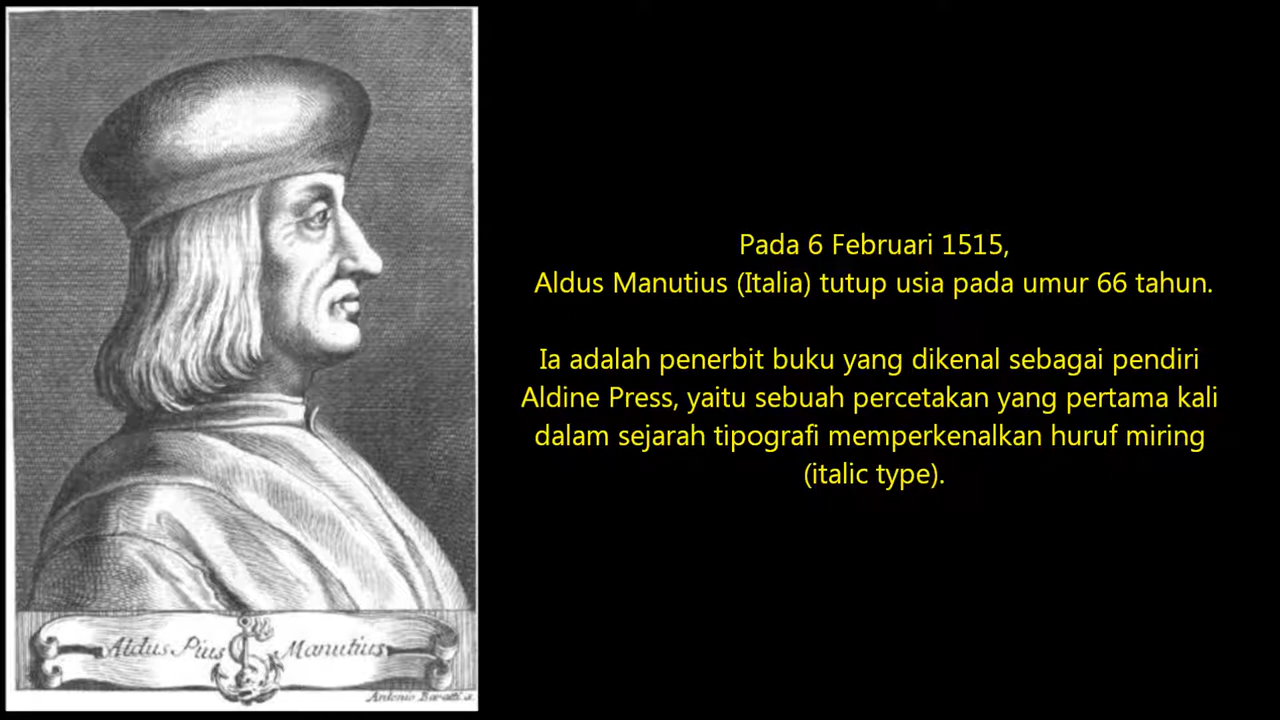 Pada 6 Februari 1515,
Aldus Manutius (Italia) tutup usia pada umur 66 tahun.
Ia adalah penerbit buku yang dikenal sebagai pendiri
Aldine Press, yaitu sebuah percetakan yang pertama kali
dalam sejarah tipografi memperkenalkan huruf miring
(italic type).
Aldus Pius Manutius
Antonio Baratti s.